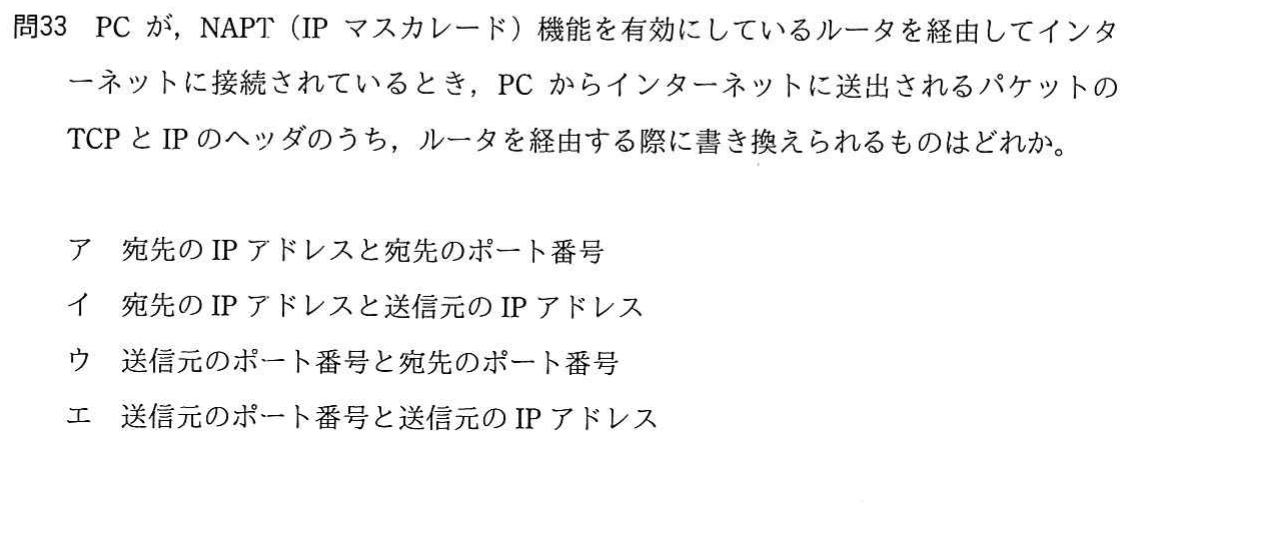 問33 PC が，NAPT（IP マスカレード）機能を有効にしているルータを経由してインタ
ーネットに接続されているとき，PC からインターネットに送出されるパケットの
TCP と IP のヘッダのうち，ルータを経由する際に書き換えられるものはどれか。
ア 宛先の IP アドレスと宛先のポート番号
イ 宛先の IP アドレスと送信元の IP アドレス
ウ 送信元のポート番号と宛先のポート番号
エ 送信元のポート番号と送信元の IP アドレス